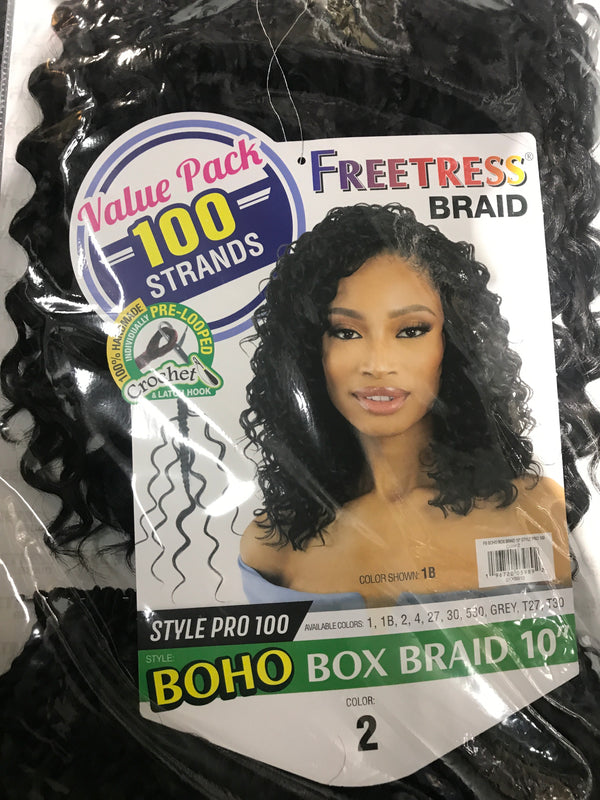 Value Pack
100
STRANDS
FREETRESS®
BRAID
100% HANDMADE
INDIVIDUALLY
PRE-LOOPED
Crochet
& LATCH HOOK
COLOR SHOWN: 1B
STYLE PRO 100
AVAILABLE COLORS: 1, 1B, 2, 4, 27, 30, 530, GREY, T27, T30
STYLE:
BOHO BOX BRAID 10"
COLOR:
2